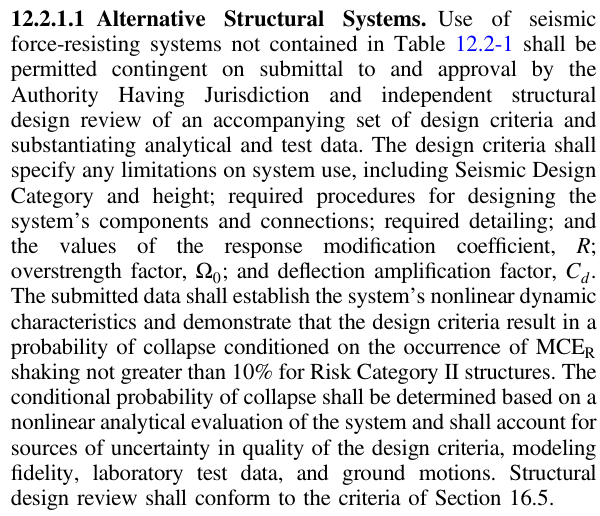 12.2.1.1 Alternative Structural Systems. Use of seismic
force-resisting systems not contained in Table 12.2-1 shall be
permitted contingent on submittal to and approval by the
Authority Having Jurisdiction and independent structural
design review of an accompanying set of design criteria and
substantiating analytical and test data. The design criteria shall
specify any limitations on system use, including Seismic Design
Category and height; required procedures for designing the
system’s components and connections; required detailing; and
the values of the response modification coefficient, R;
overstrength factor, Ω₀; and deflection amplification factor, C_d.
The submitted data shall establish the system’s nonlinear dynamic
characteristics and demonstrate that the design criteria result in a
probability of collapse conditioned on the occurrence of MCE_R
shaking not greater than 10% for Risk Category II structures. The
conditional probability of collapse shall be determined based on a
nonlinear analytical evaluation of the system and shall account for
sources of uncertainty in quality of the design criteria, modeling
fidelity, laboratory test data, and ground motions. Structural
design review shall conform to the criteria of Section 16.5.